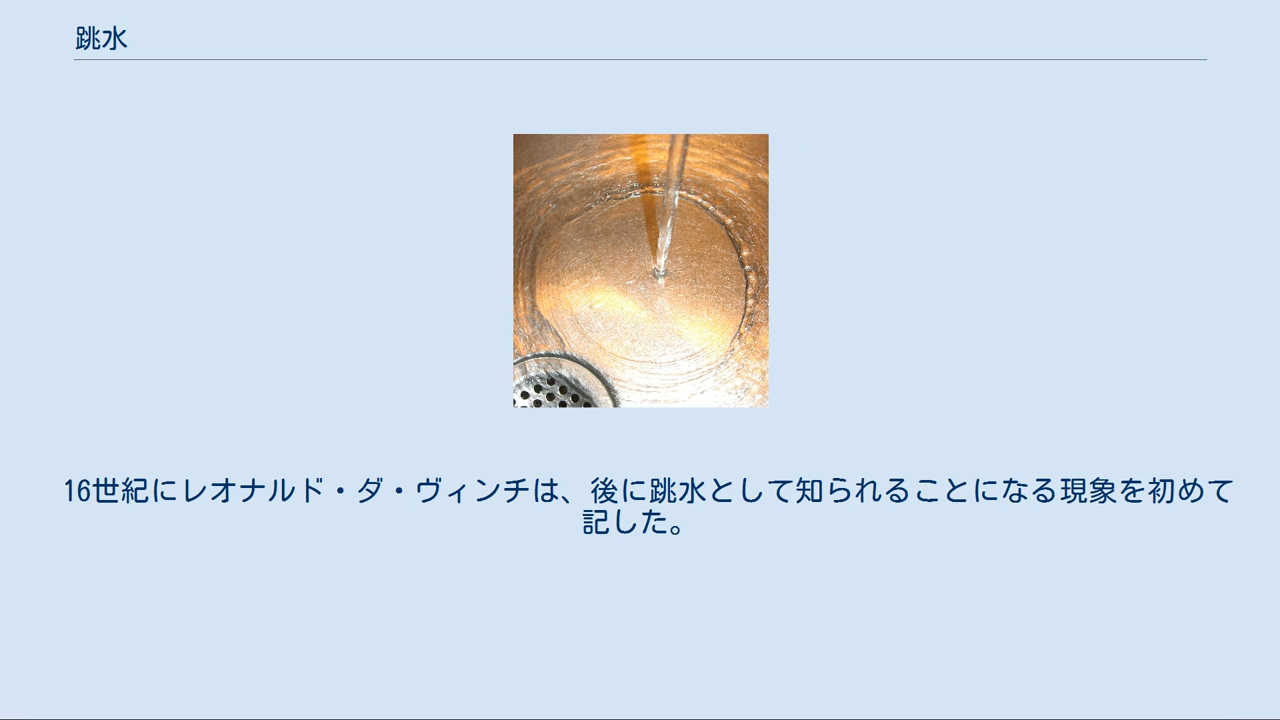 跳水
16世紀にレオナルド・ダ・ヴィンチは、後に跳水として知られることになる現象を初めて
記した。